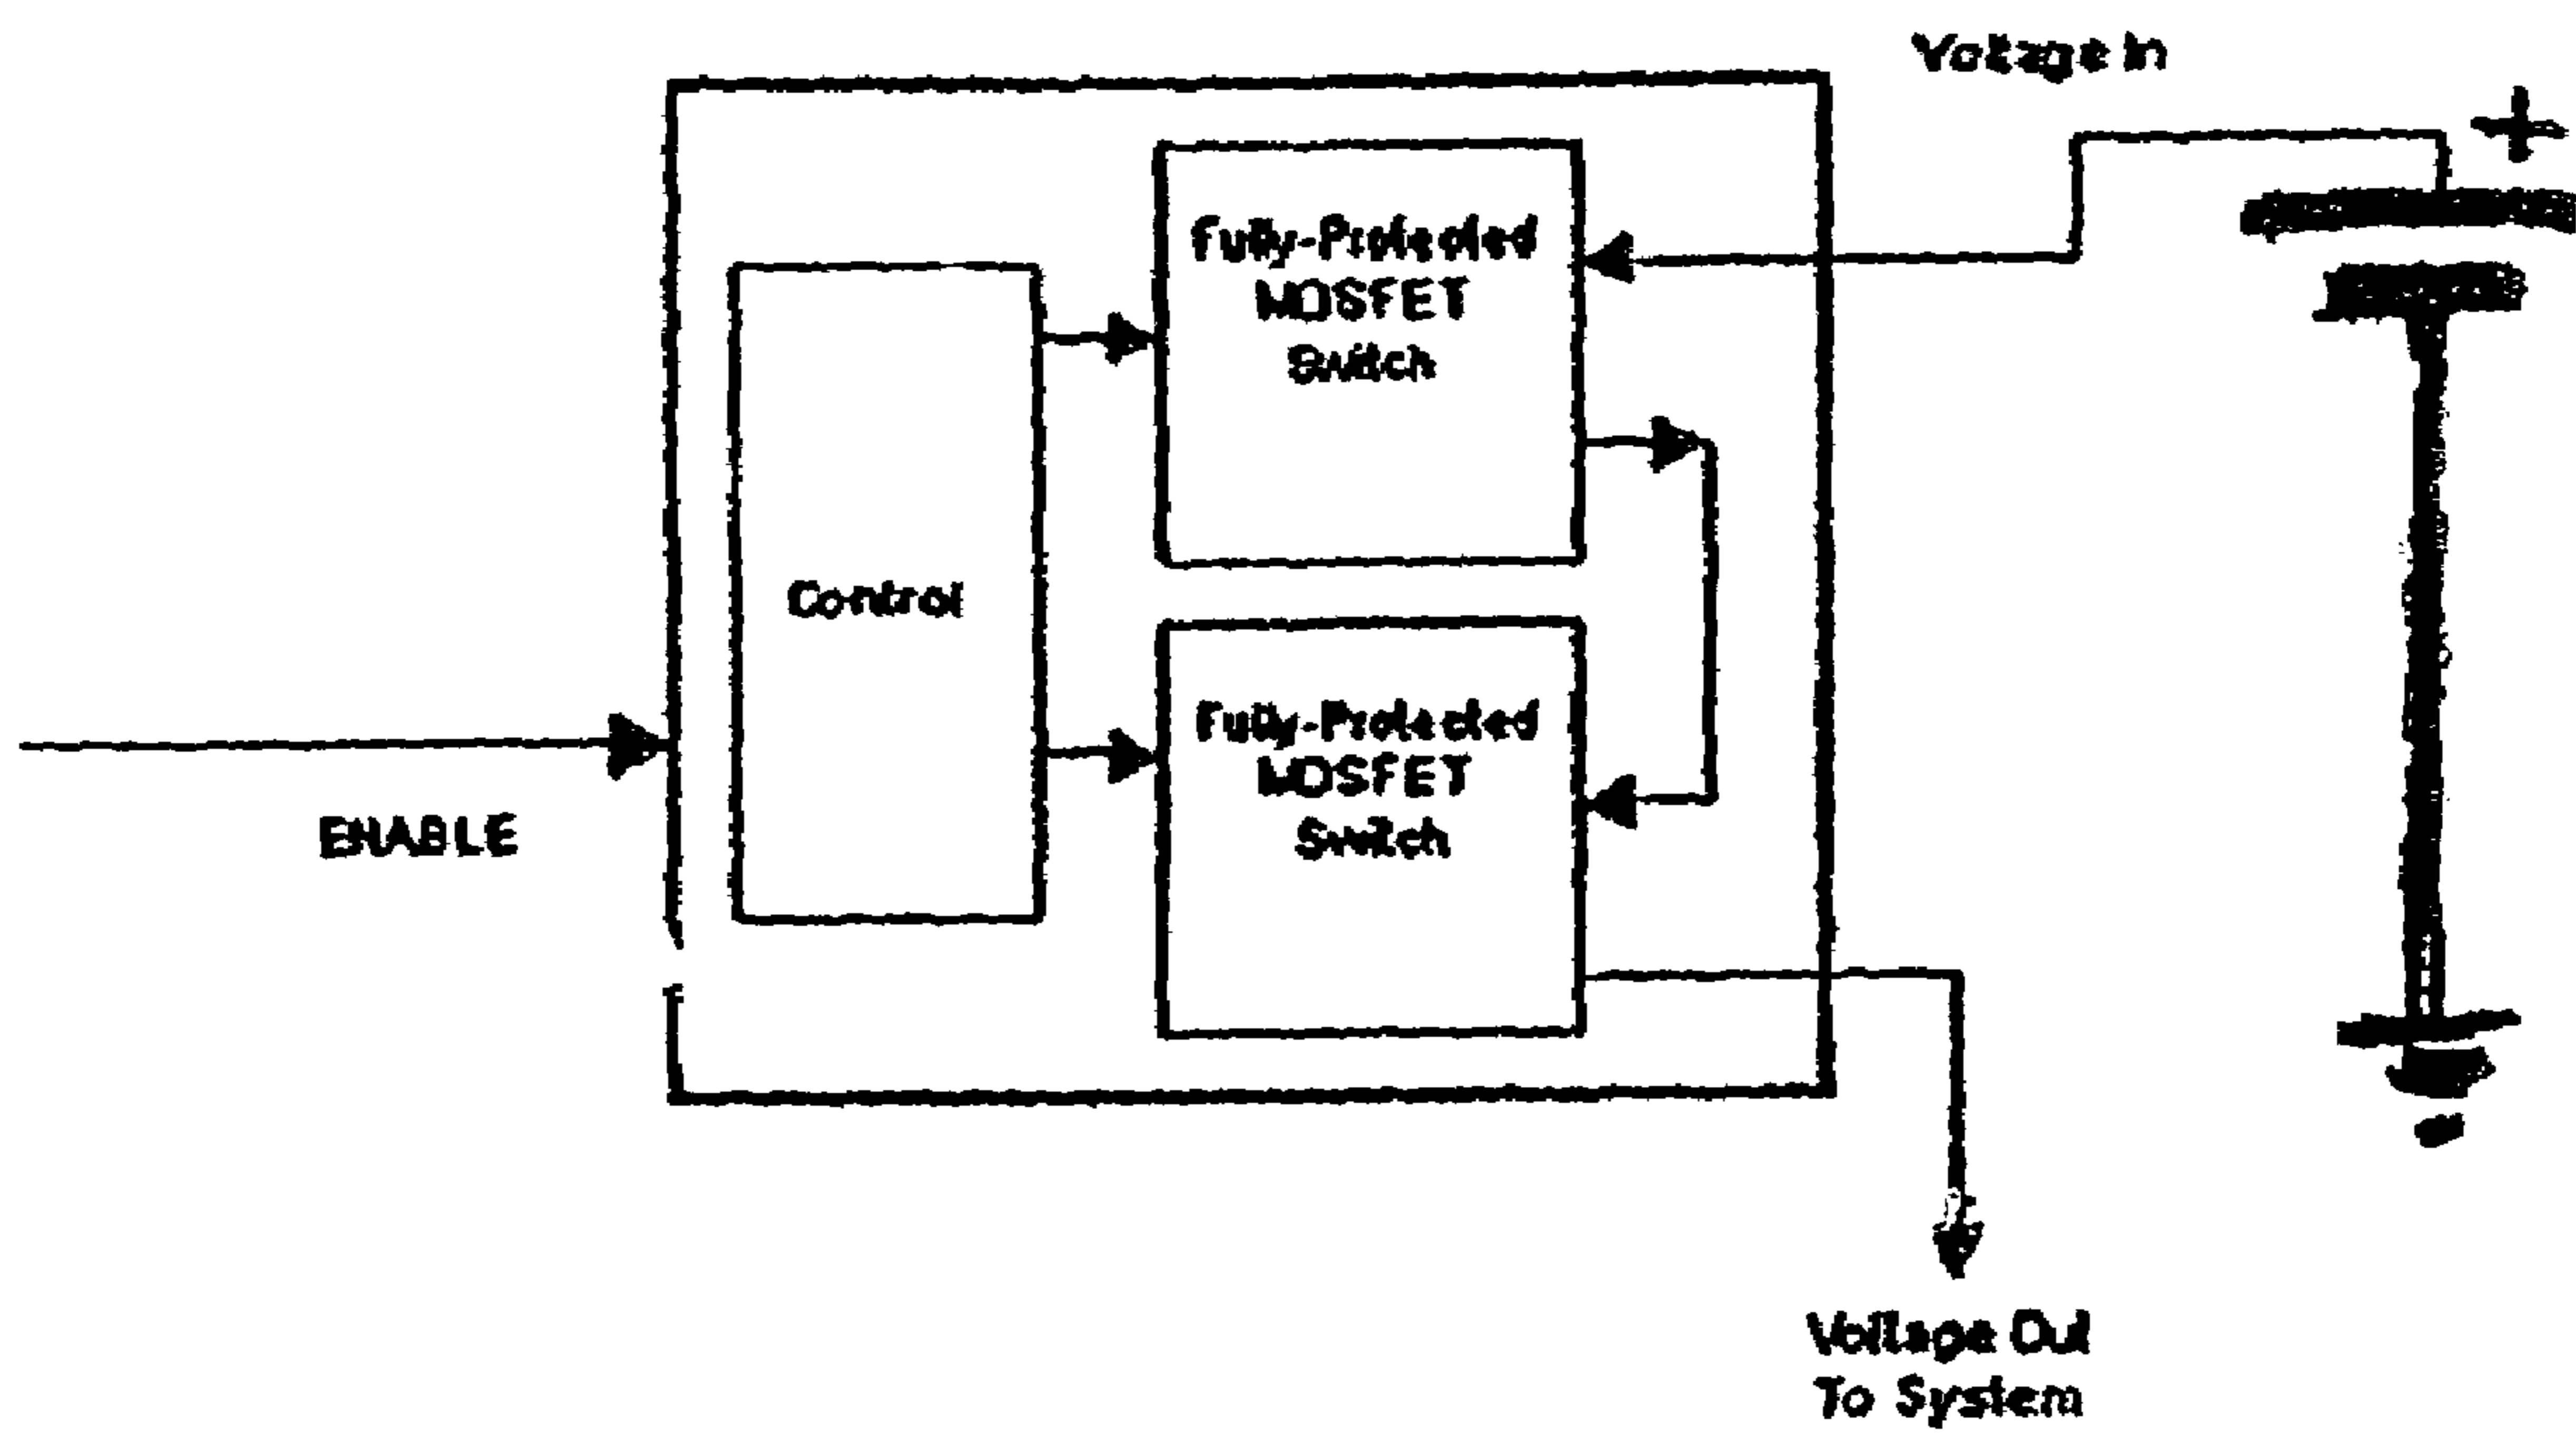 Voltage In
+
Fully-Protected
MOSFET
Switch
Control
Fully-Protected
MOSFET
Switch
ENABLE
Voltage Out
To System